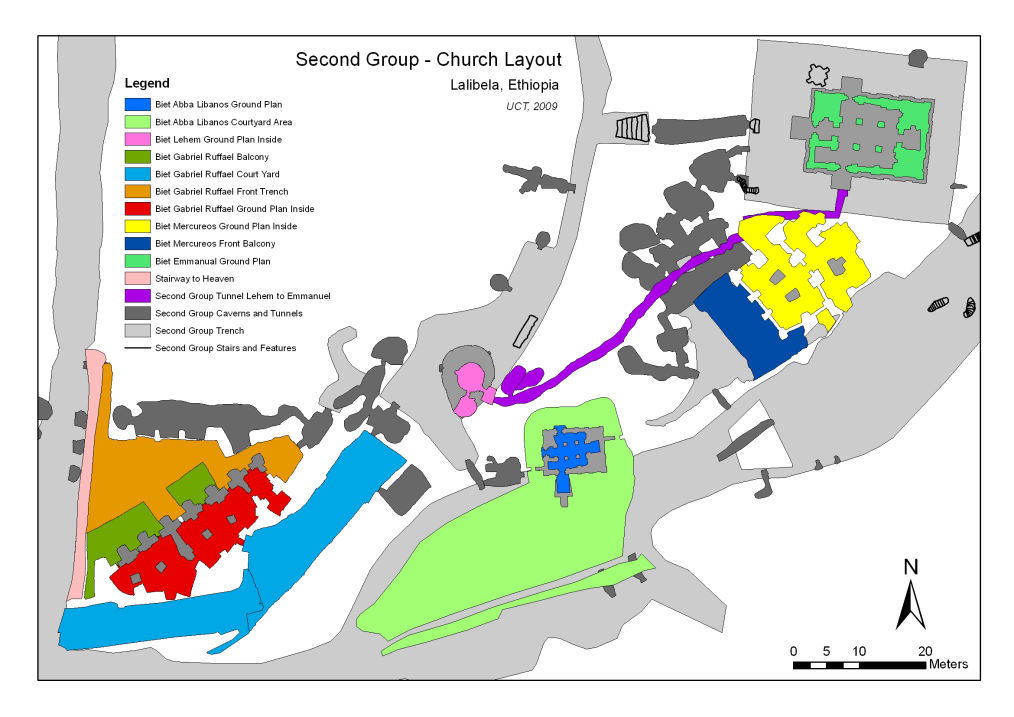 Second Group - Church Layout
Lalibela, Ethiopia
UCT, 2009
Legend
Biet Abba Libanos Ground Plan
Biet Abba Libanos Courtyard Area
Biet Lehem Ground Plan Inside
Biet Gabriel Ruffael Balcony
Biet Gabriel Ruffael Court Yard
Biet Gabriel Ruffael Front Trench
Biet Gabriel Ruffael Ground Plan Inside
Biet Mercureos Ground Plan Inside
Biet Mercureos Front Balcony
Biet Emmanual Ground Plan
Stairway to Heaven
Second Group Tunnel Lehem to Emmanuel
Second Group Caverns and Tunnels
Second Group Trench
Second Group Stairs and Features
N
0 5 10 20
Meters